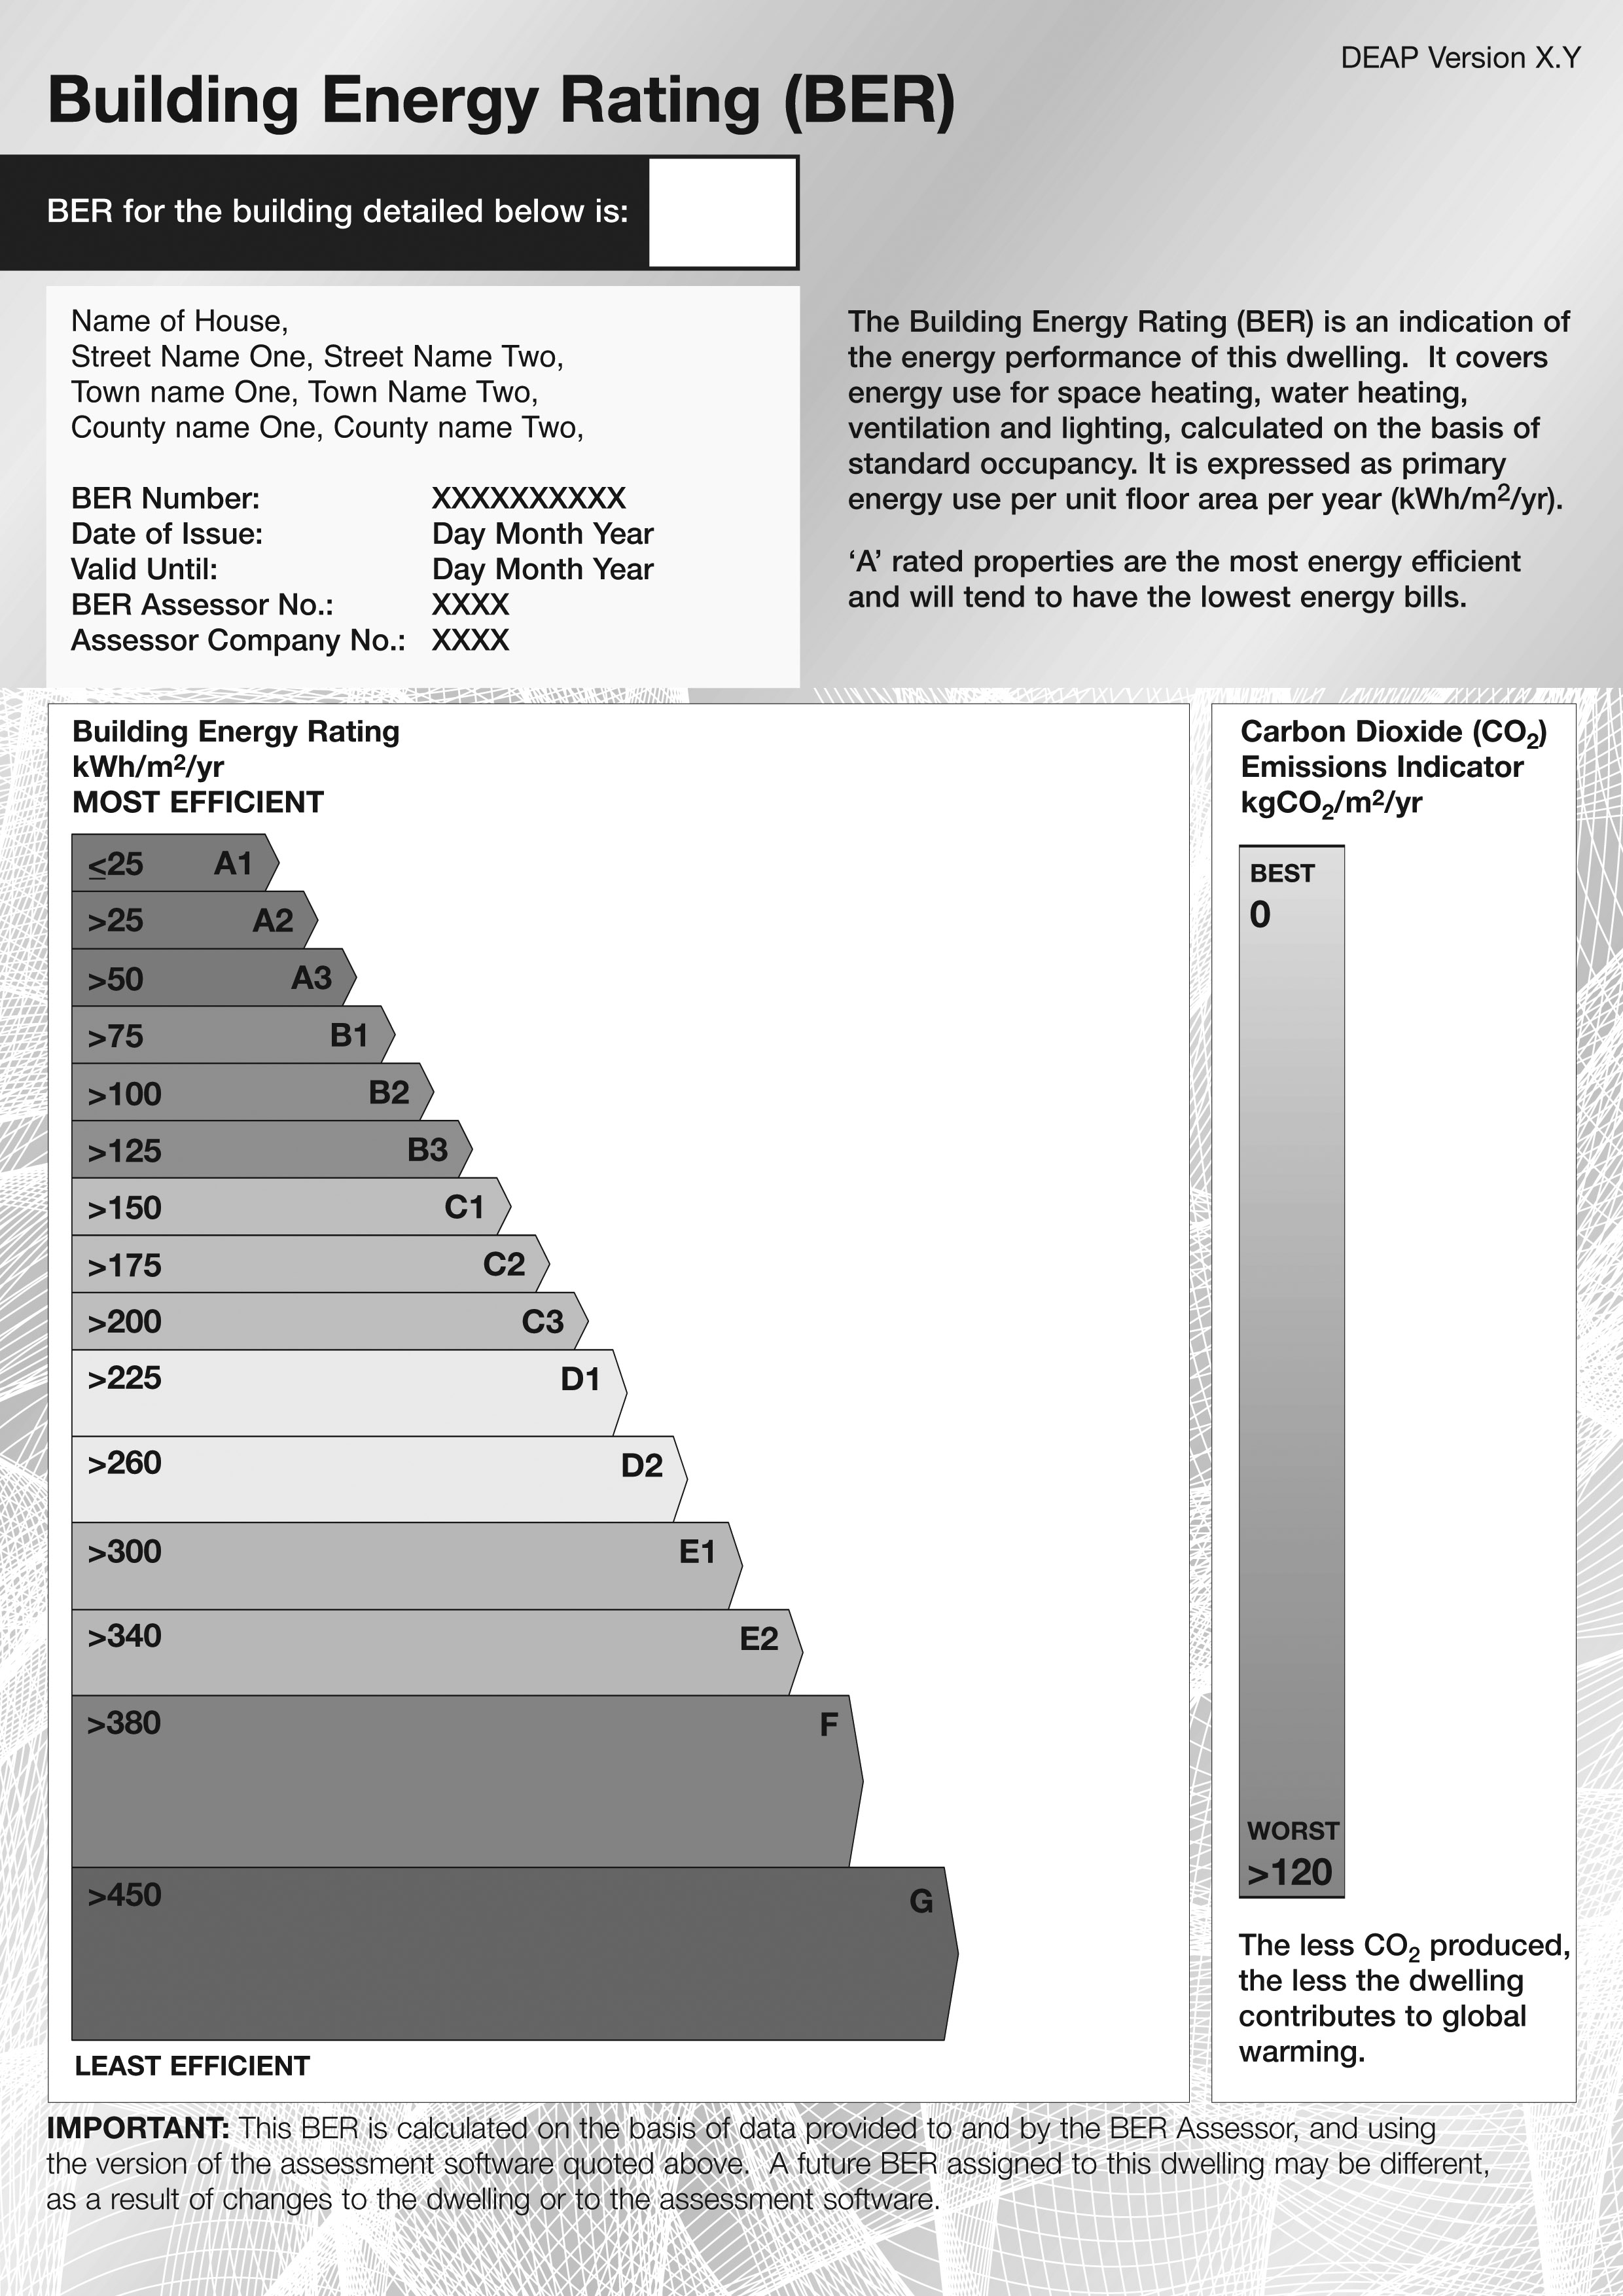 DEAP Version X.Y
Building Energy Rating (BER)
BER for the building detailed below is:
Name of House,
Street Name One, Street Name Two,
Town name One, Town Name Two,
County name One, County name Two,
BER Number: XXXXXXXXXX
Date of Issue: Day Month Year
Valid Until: Day Month Year
BER Assessor No.: XXXX
Assessor Company No.: XXXX
The Building Energy Rating (BER) is an indication of
the energy performance of this dwelling. It covers
energy use for space heating, water heating,
ventilation and lighting, calculated on the basis of
standard occupancy. It is expressed as primary
energy use per unit floor area per year (kWh/m²/yr).
‘A’ rated properties are the most energy efficient
and will tend to have the lowest energy bills.
Building Energy Rating
kWh/m²/yr
MOST EFFICIENT
≤25 A1
>25 A2
>50 A3
>75 B1
>100 B2
>125 B3
>150 C1
>175 C2
>200 C3
>225 D1
>260 D2
>300 E1
>340 E2
>380 F
>450 G
LEAST EFFICIENT
Carbon Dioxide (CO₂)
Emissions Indicator
kgCO₂/m²/yr
BEST
0
WORST
>120
The less CO₂ produced,
the less the dwelling
contributes to global
warming.
IMPORTANT: This BER is calculated on the basis of data provided to and by the BER Assessor, and using
the version of the assessment software quoted above. A future BER assigned to this dwelling may be different,
as a result of changes to the dwelling or to the assessment software.